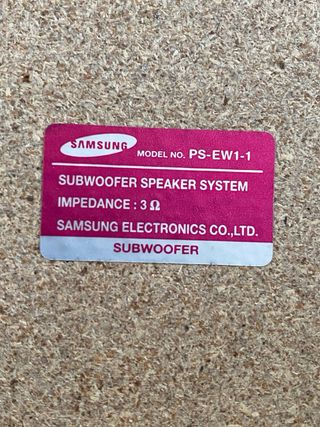 SAMSUNG MODEL NO. PS-EW1-1
SUBWOOFER SPEAKER SYSTEM
IMPEDANCE : 3 Ω
SAMSUNG ELECTRONICS CO.,LTD.
SUBWOOFER